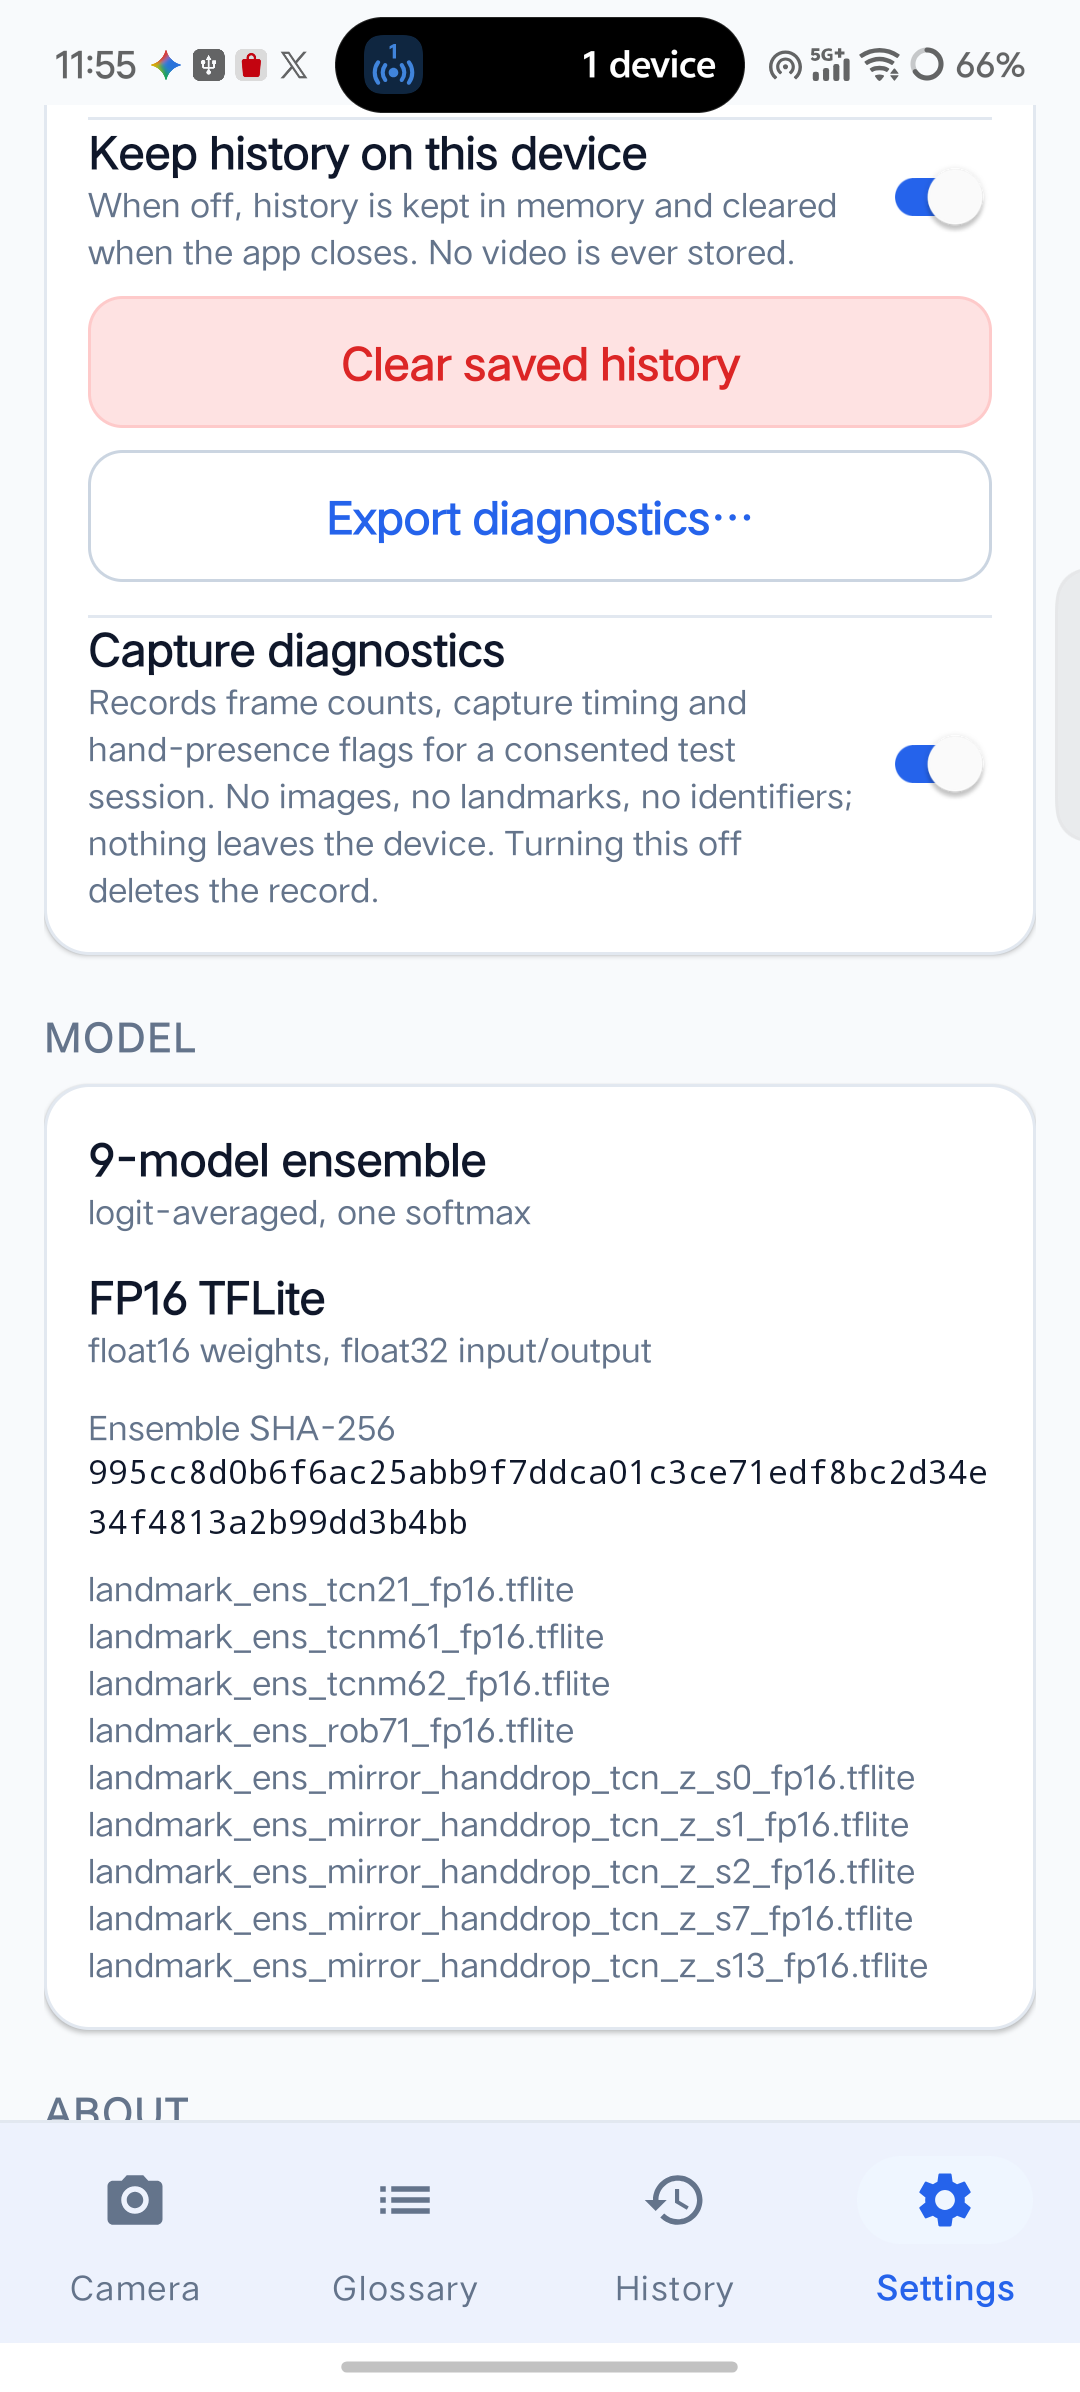 11:55
1
1 device
5G+
66%
Keep history on this device
When off, history is kept in memory and cleared
when the app closes. No video is ever stored.
Clear saved history
Export diagnostics…
Capture diagnostics
Records frame counts, capture timing and
hand-presence flags for a consented test
session. No images, no landmarks, no identifiers;
nothing leaves the device. Turning this off
deletes the record.
MODEL
9-model ensemble
logit-averaged, one softmax
FP16 TFLite
float16 weights, float32 input/output
Ensemble SHA-256
995cc8d0b6f6ac25abb9f7ddca01c3ce71edf8bc2d34e
34f4813a2b99dd3b4bb
landmark_ens_tcn21_fp16.tflite
landmark_ens_tcnm61_fp16.tflite
landmark_ens_tcnm62_fp16.tflite
landmark_ens_rob71_fp16.tflite
landmark_ens_mirror_handdrop_tcn_z_s0_fp16.tflite
landmark_ens_mirror_handdrop_tcn_z_s1_fp16.tflite
landmark_ens_mirror_handdrop_tcn_z_s2_fp16.tflite
landmark_ens_mirror_handdrop_tcn_z_s7_fp16.tflite
landmark_ens_mirror_handdrop_tcn_z_s13_fp16.tflite
ABOUT
Camera
Glossary
History
Settings